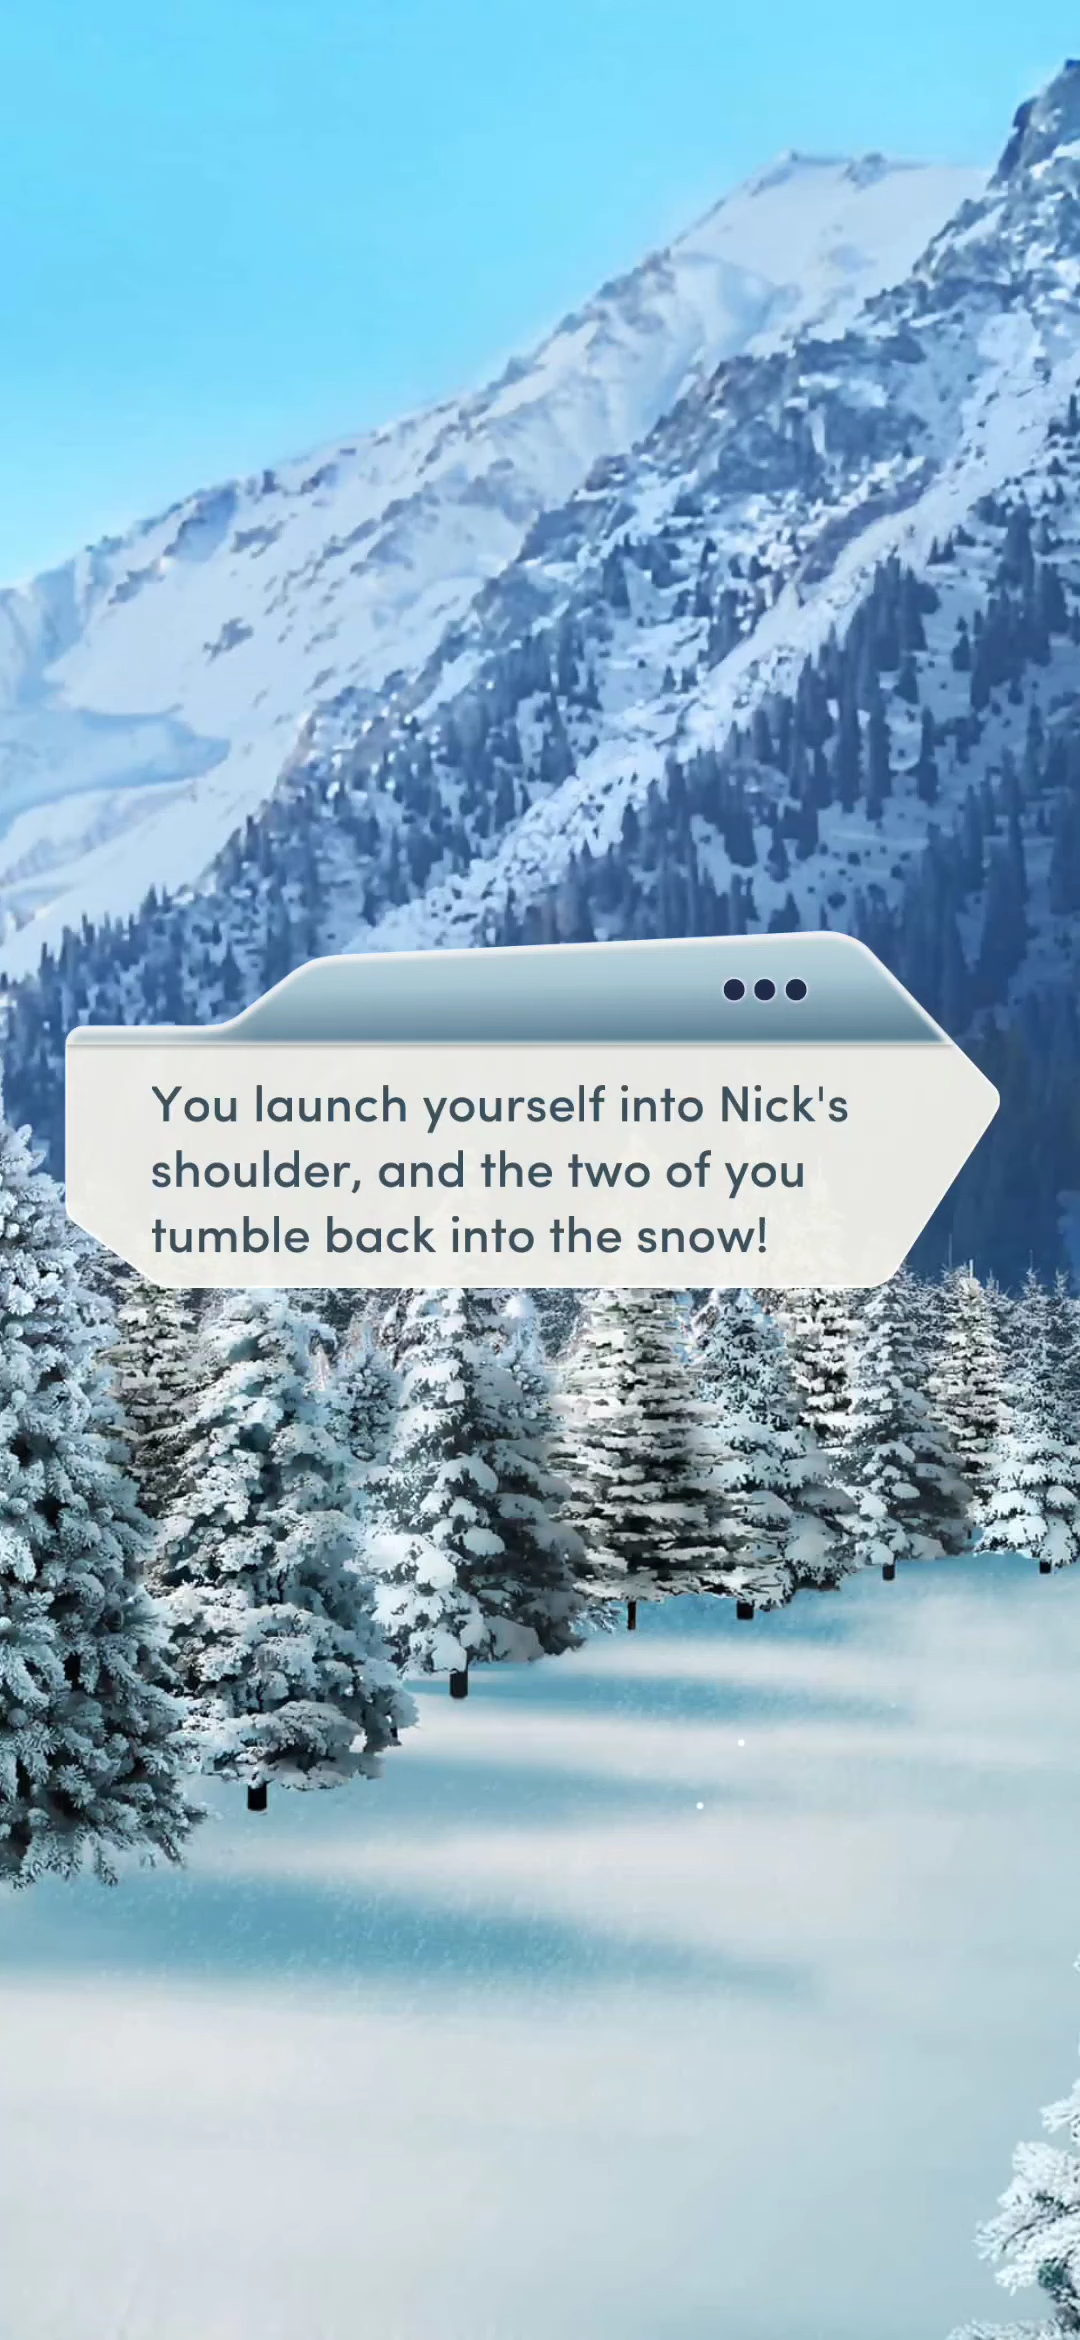 You launch yourself into Nick's
shoulder, and the two of you
tumble back into the snow!